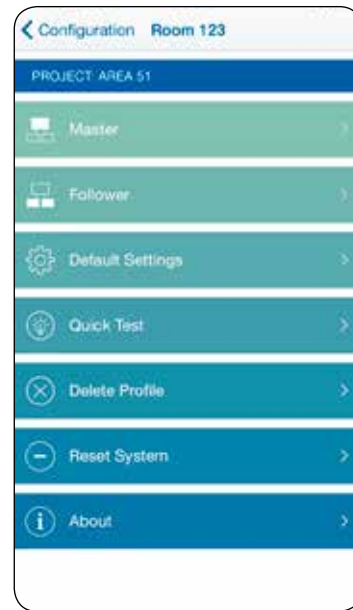 Configuration Room 123
PROJECT: AREA 51
Master
Follower
Default Settings
Quick Test
Delete Profile
Reset System
About